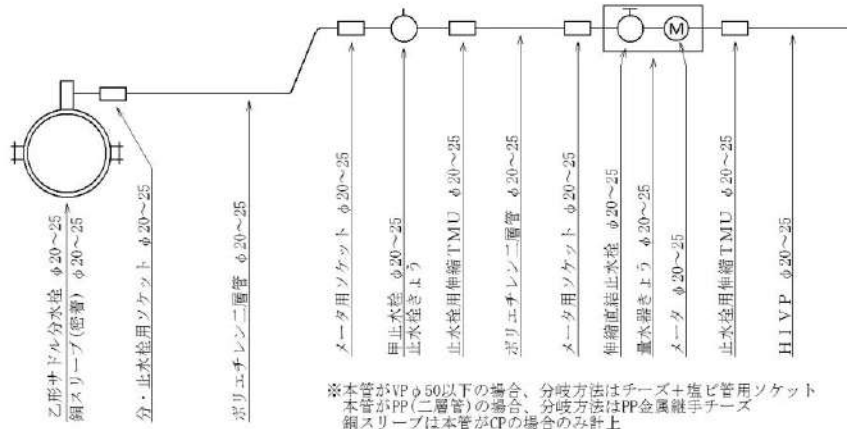 M
乙形サドル分水栓 φ20~25
銅スリーブ(密着) φ20~25
分・止水栓用ソケット φ20~25
ポリエチレン二層管 φ20~25
メータ用ソケット φ20~25
甲止水栓 φ20~25
止水栓きょう
止水栓用伸縮TMU φ20~25
ポリエチレン二層管 φ20~25
メータ用ソケット φ20~25
伸縮直結止水栓 φ20~25
量水器きょう φ20~25
メータ φ20~25
止水栓用伸縮TMU φ20~25
HIVP φ20~25
※本管がVPφ50以下の場合、分岐方法はチーズ+塩ビ管用ソケット
本管がPP(二層管)の場合、分岐方法はPP金属継手チーズ
銅スリーブは本管がCPの場合のみ計上